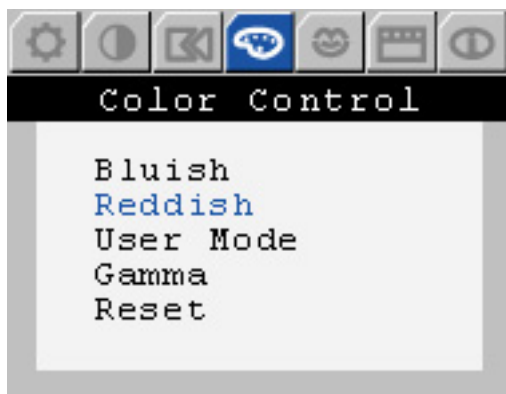 Color Control
Bluish
Reddish
User Mode
Gamma
Reset